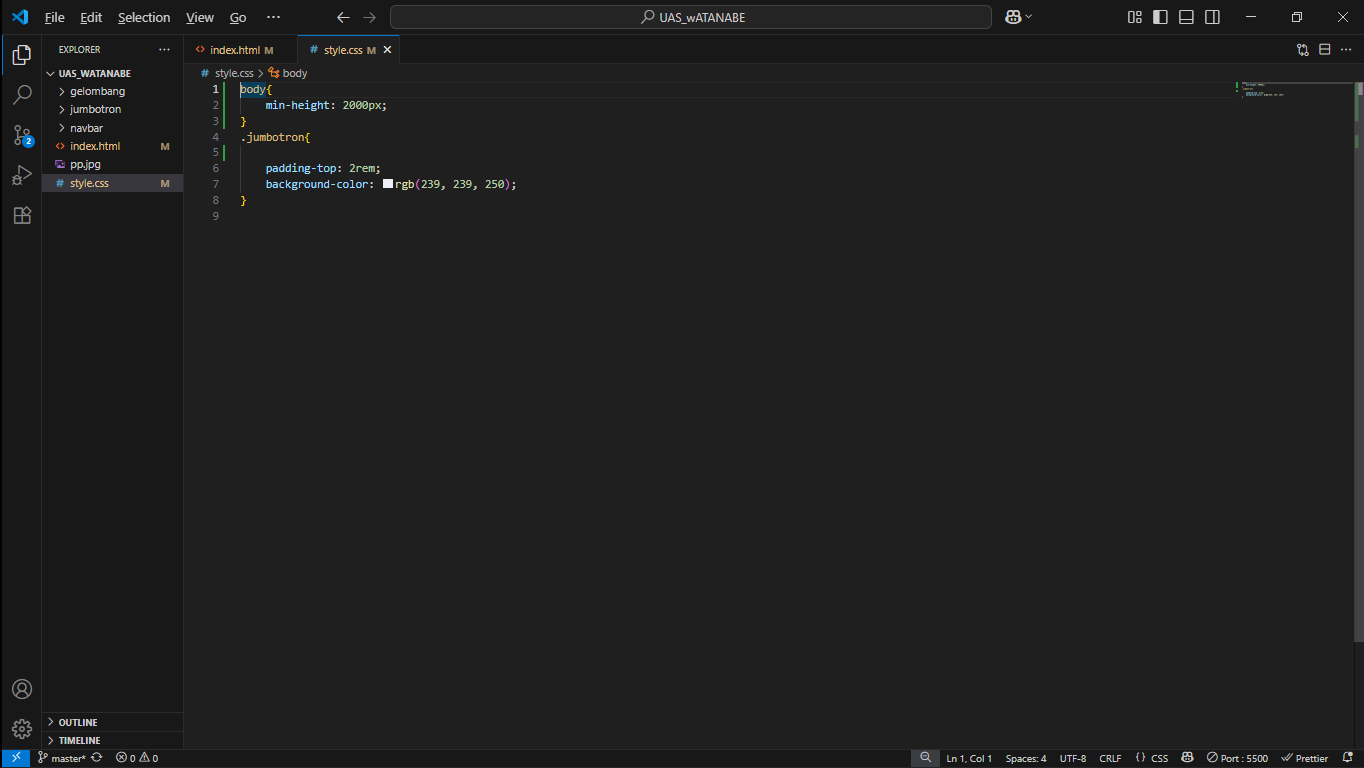 File Edit Selection View Go ··· UAS_wATANABE
EXPLORER ···
UAS_WATANABE
gelombang
jumbotron
navbar
index.html M
pp.jpg
style.css M
2
OUTLINE
TIMELINE
index.html M style.css M
style.css > body
1 body{
2 min-height: 2000px;
3 }
4 .jumbotron{
5
6 padding-top: 2rem;
7 background-color: rgb(239, 239, 250);
8 }
9
master* 0 0 Ln 1, Col 1 Spaces: 4 UTF-8 CRLF {} CSS Port : 5500 Prettier